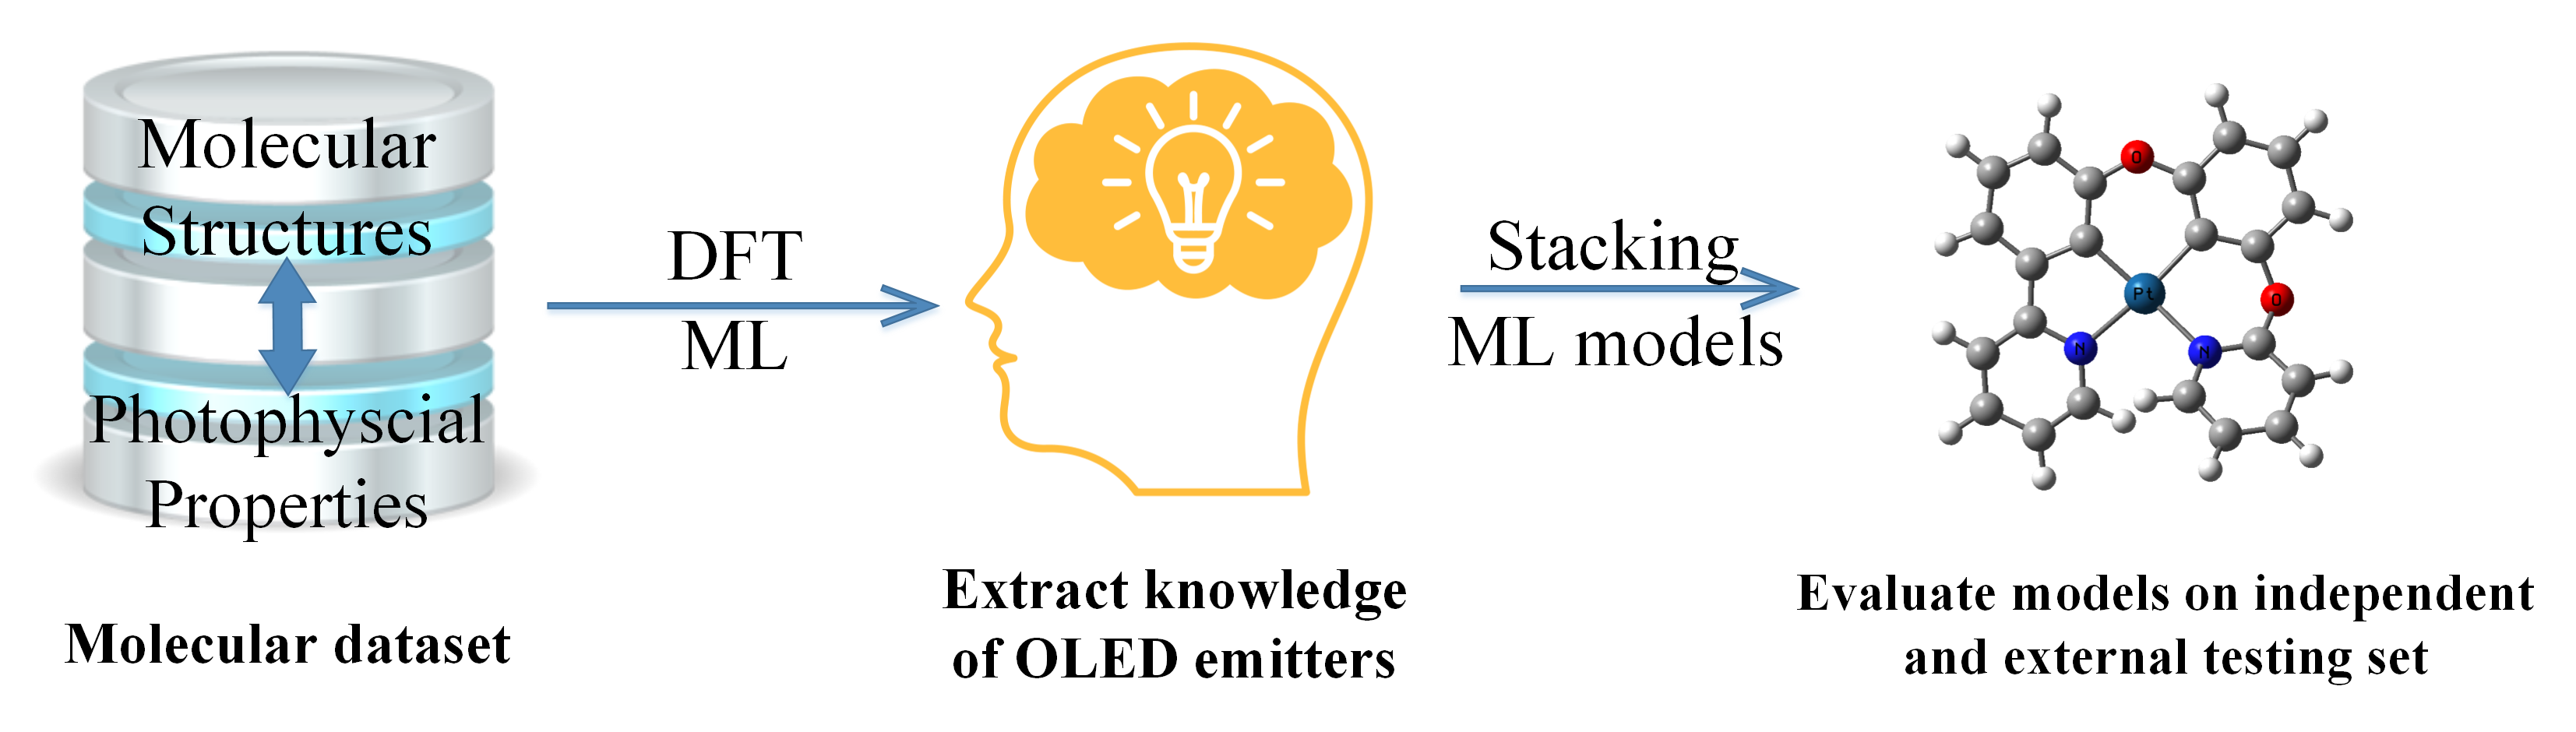 Molecular
Structures
Photophyscial
Properties
Molecular dataset
DFT
ML
Extract knowledge
of OLED emitters
Stacking
ML models
O
O
Pt
N
N
Evaluate models on independent
and external testing set